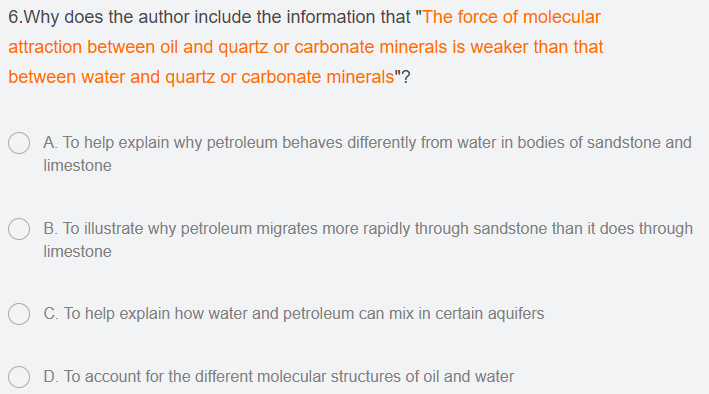 6.Why does the author include the information that "The force of molecular
attraction between oil and quartz or carbonate minerals is weaker than that
between water and quartz or carbonate minerals"?
A. To help explain why petroleum behaves differently from water in bodies of sandstone and
limestone
B. To illustrate why petroleum migrates more rapidly through sandstone than it does through
limestone
C. To help explain how water and petroleum can mix in certain aquifers
D. To account for the different molecular structures of oil and water